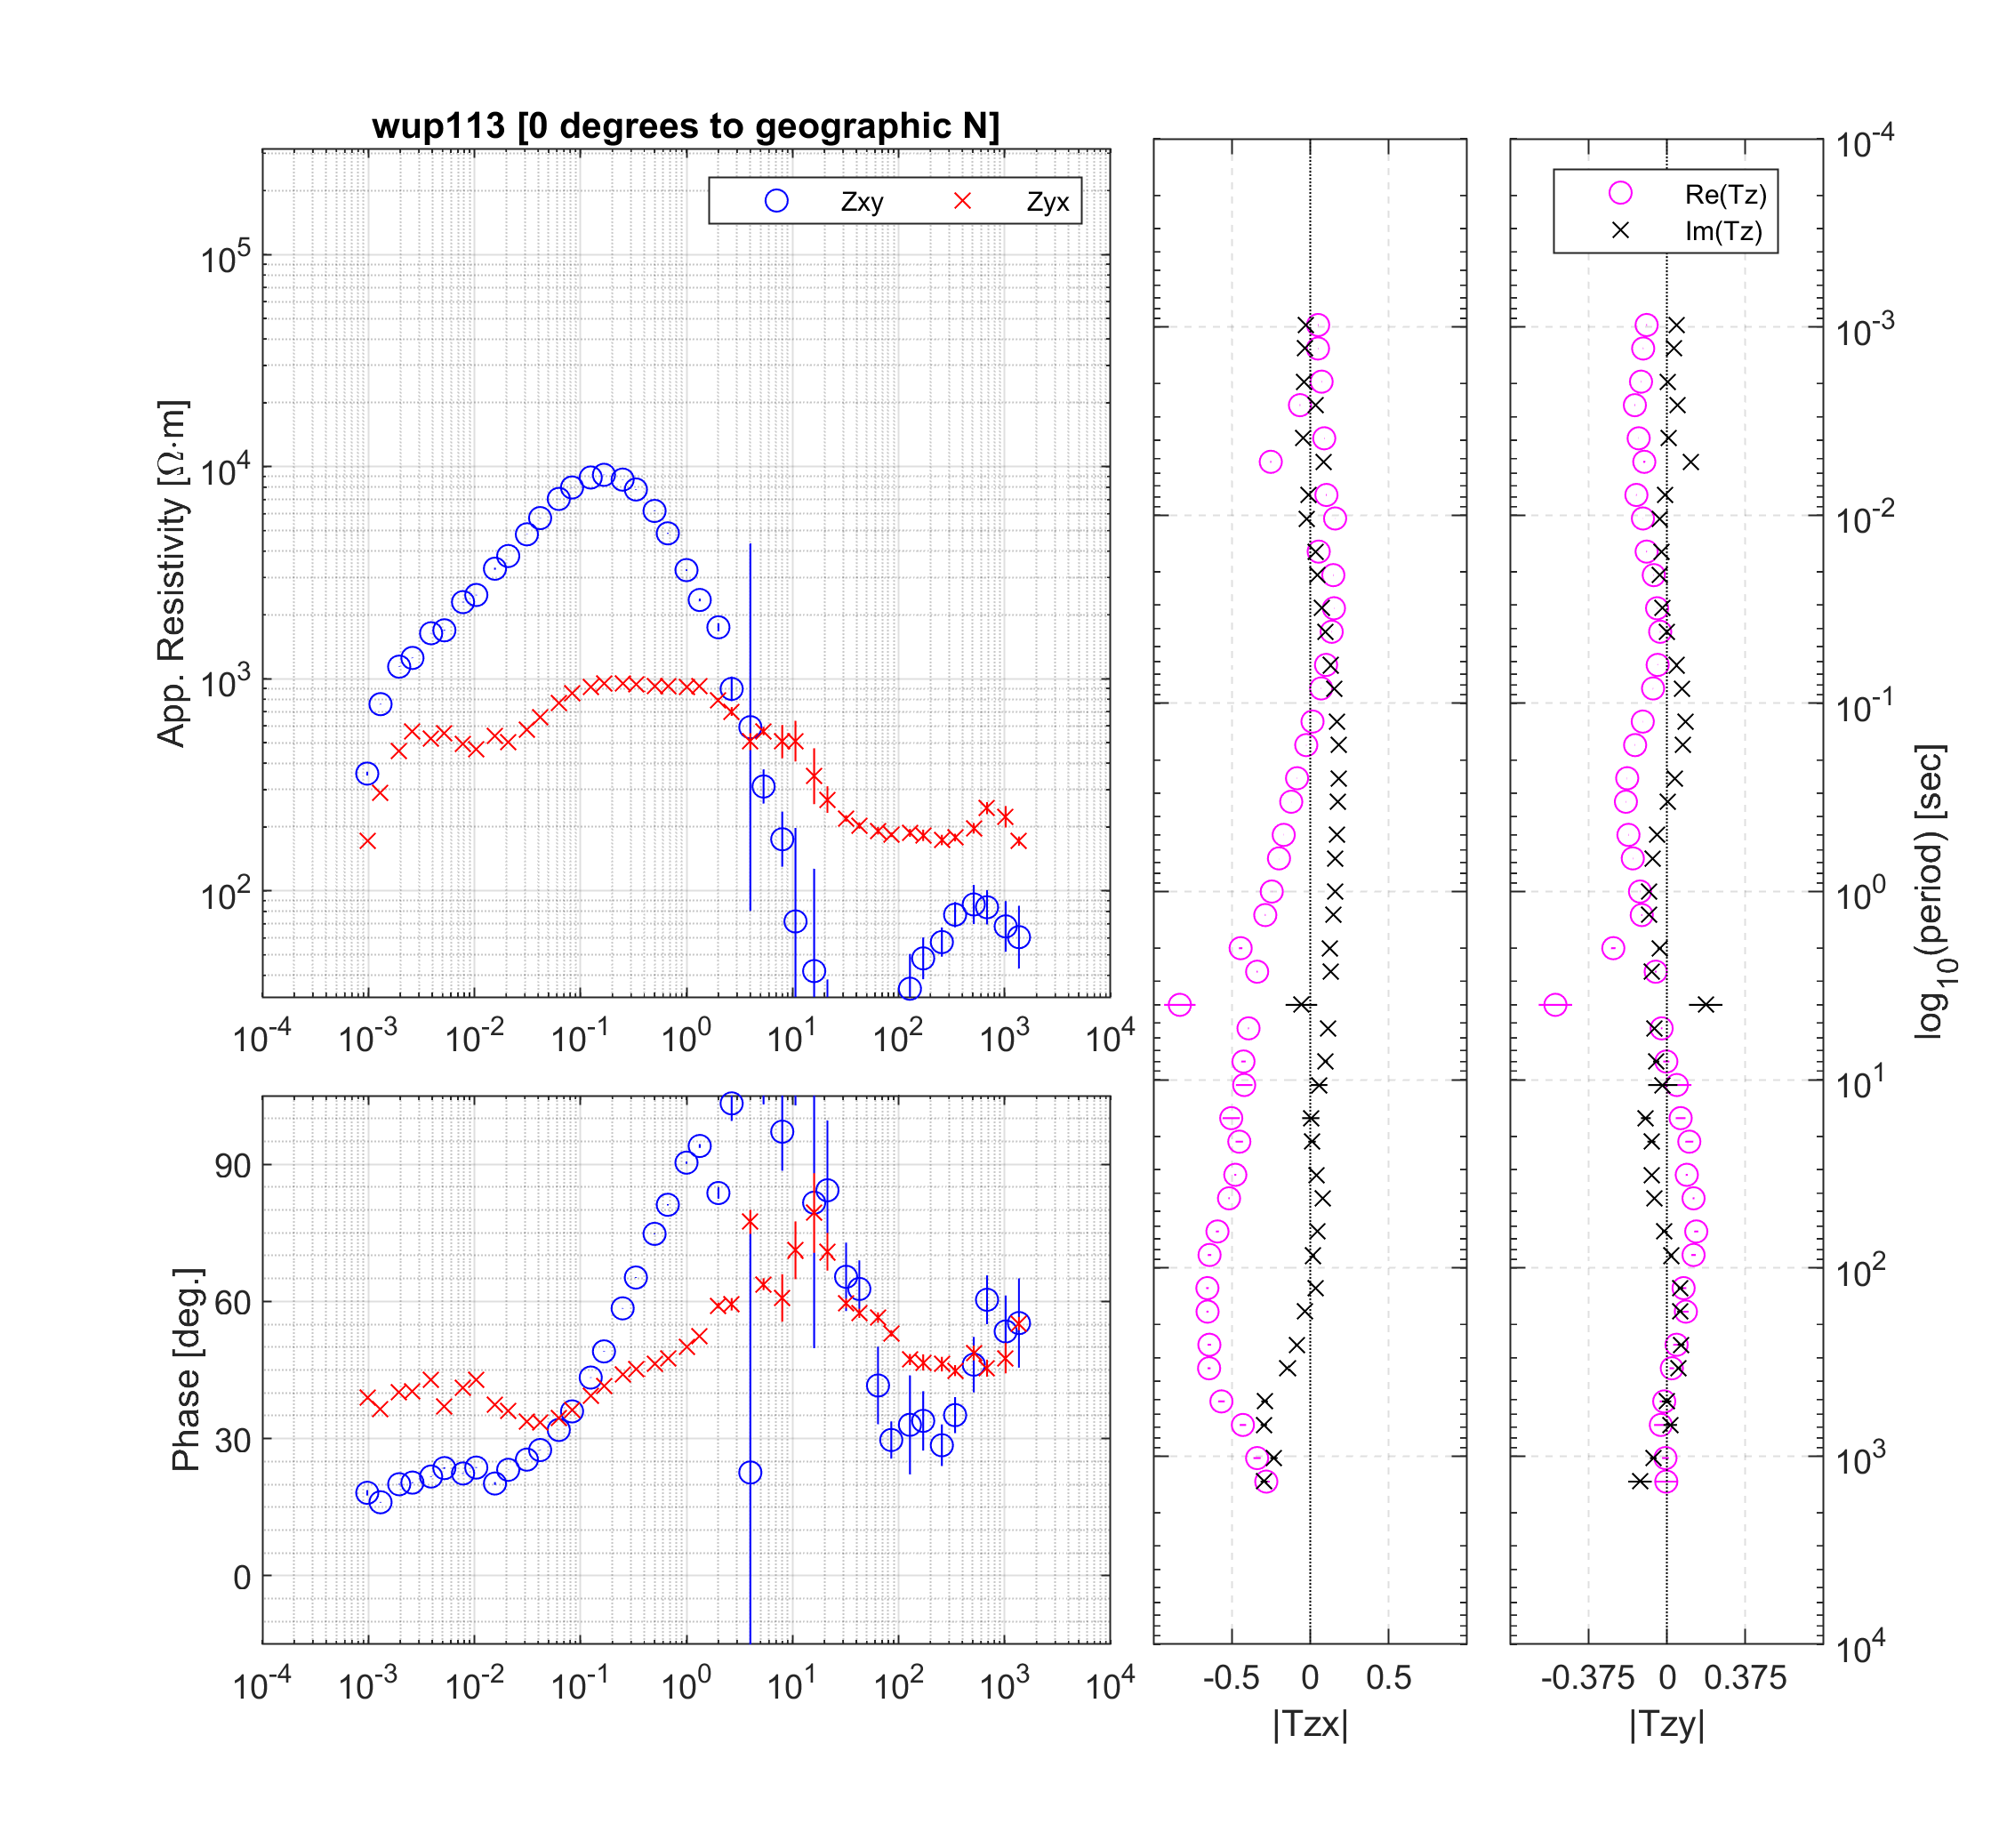 wup113 [0 degrees to geographic N]
Zxy Zyx
App. Resistivity [Ω·m]
10^5
10^4
10^3
10^2
10^-4 10^-3 10^-2 10^-1 10^0 10^1 10^2 10^3 10^4
Phase [deg.]
90
60
30
0
10^-4 10^-3 10^-2 10^-1 10^0 10^1 10^2 10^3 10^4
-0.5 0 0.5
|Tzx|
Re(Tz)
Im(Tz)
-0.375 0 0.375
|Tzy|
10^-4
10^-3
10^-2
10^-1
10^0
10^1
10^2
10^3
10^4
log10(period) [sec]